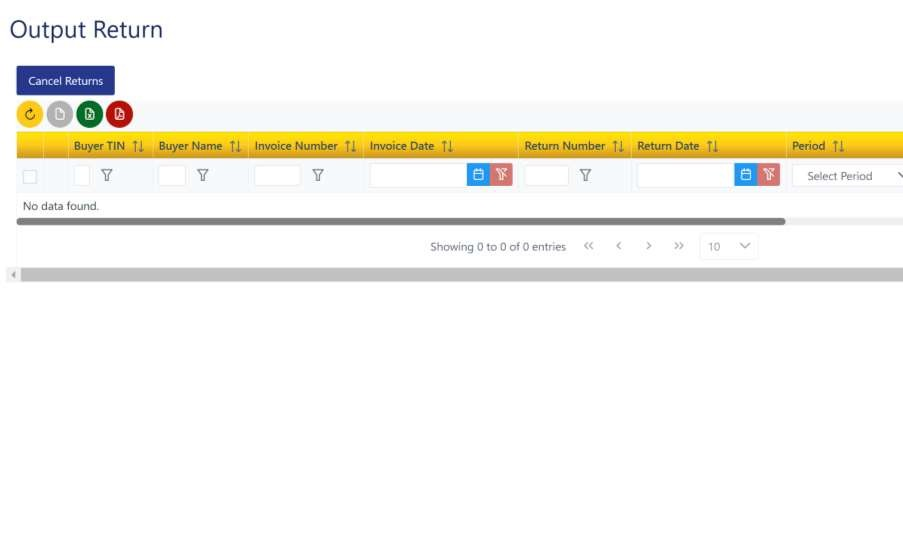 Output Return
Cancel Returns
Buyer TIN Buyer Name Invoice Number Invoice Date Return Number Return Date Period
Select Period
No data found.
Showing 0 to 0 of 0 entries 10